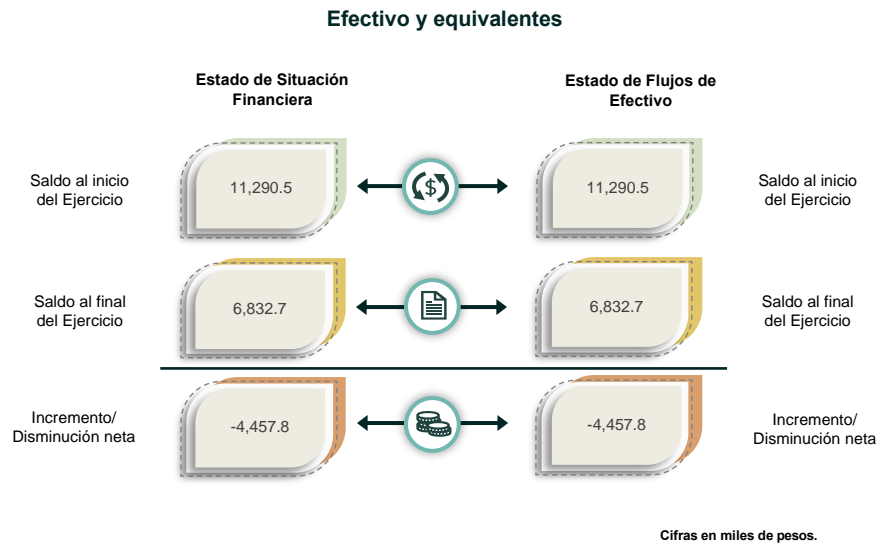 Efectivo y equivalentes
Estado de Situación
Financiera
Estado de Flujos de
Efectivo
Saldo al inicio
del Ejercicio
11,290.5
$
11,290.5
Saldo al inicio
del Ejercicio
Saldo al final
del Ejercicio
6,832.7
6,832.7
Saldo al final
del Ejercicio
Incremento/
Disminución neta
-4,457.8
-4,457.8
Incremento/
Disminución neta
Cifras en miles de pesos.